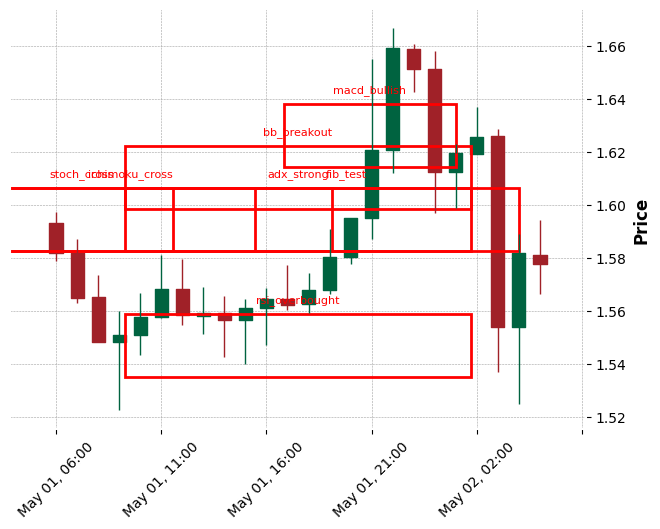 1.66
macd_bullish
1.64
bb_breakout
1.62
stoch_cross
ichimoku_cross
adx_strong
fib_test
1.60
Price
1.58
rsi_overbought
1.56
1.54
1.52
May 01, 06:00
May 01, 11:00
May 01, 16:00
May 01, 21:00
May 02, 02:00